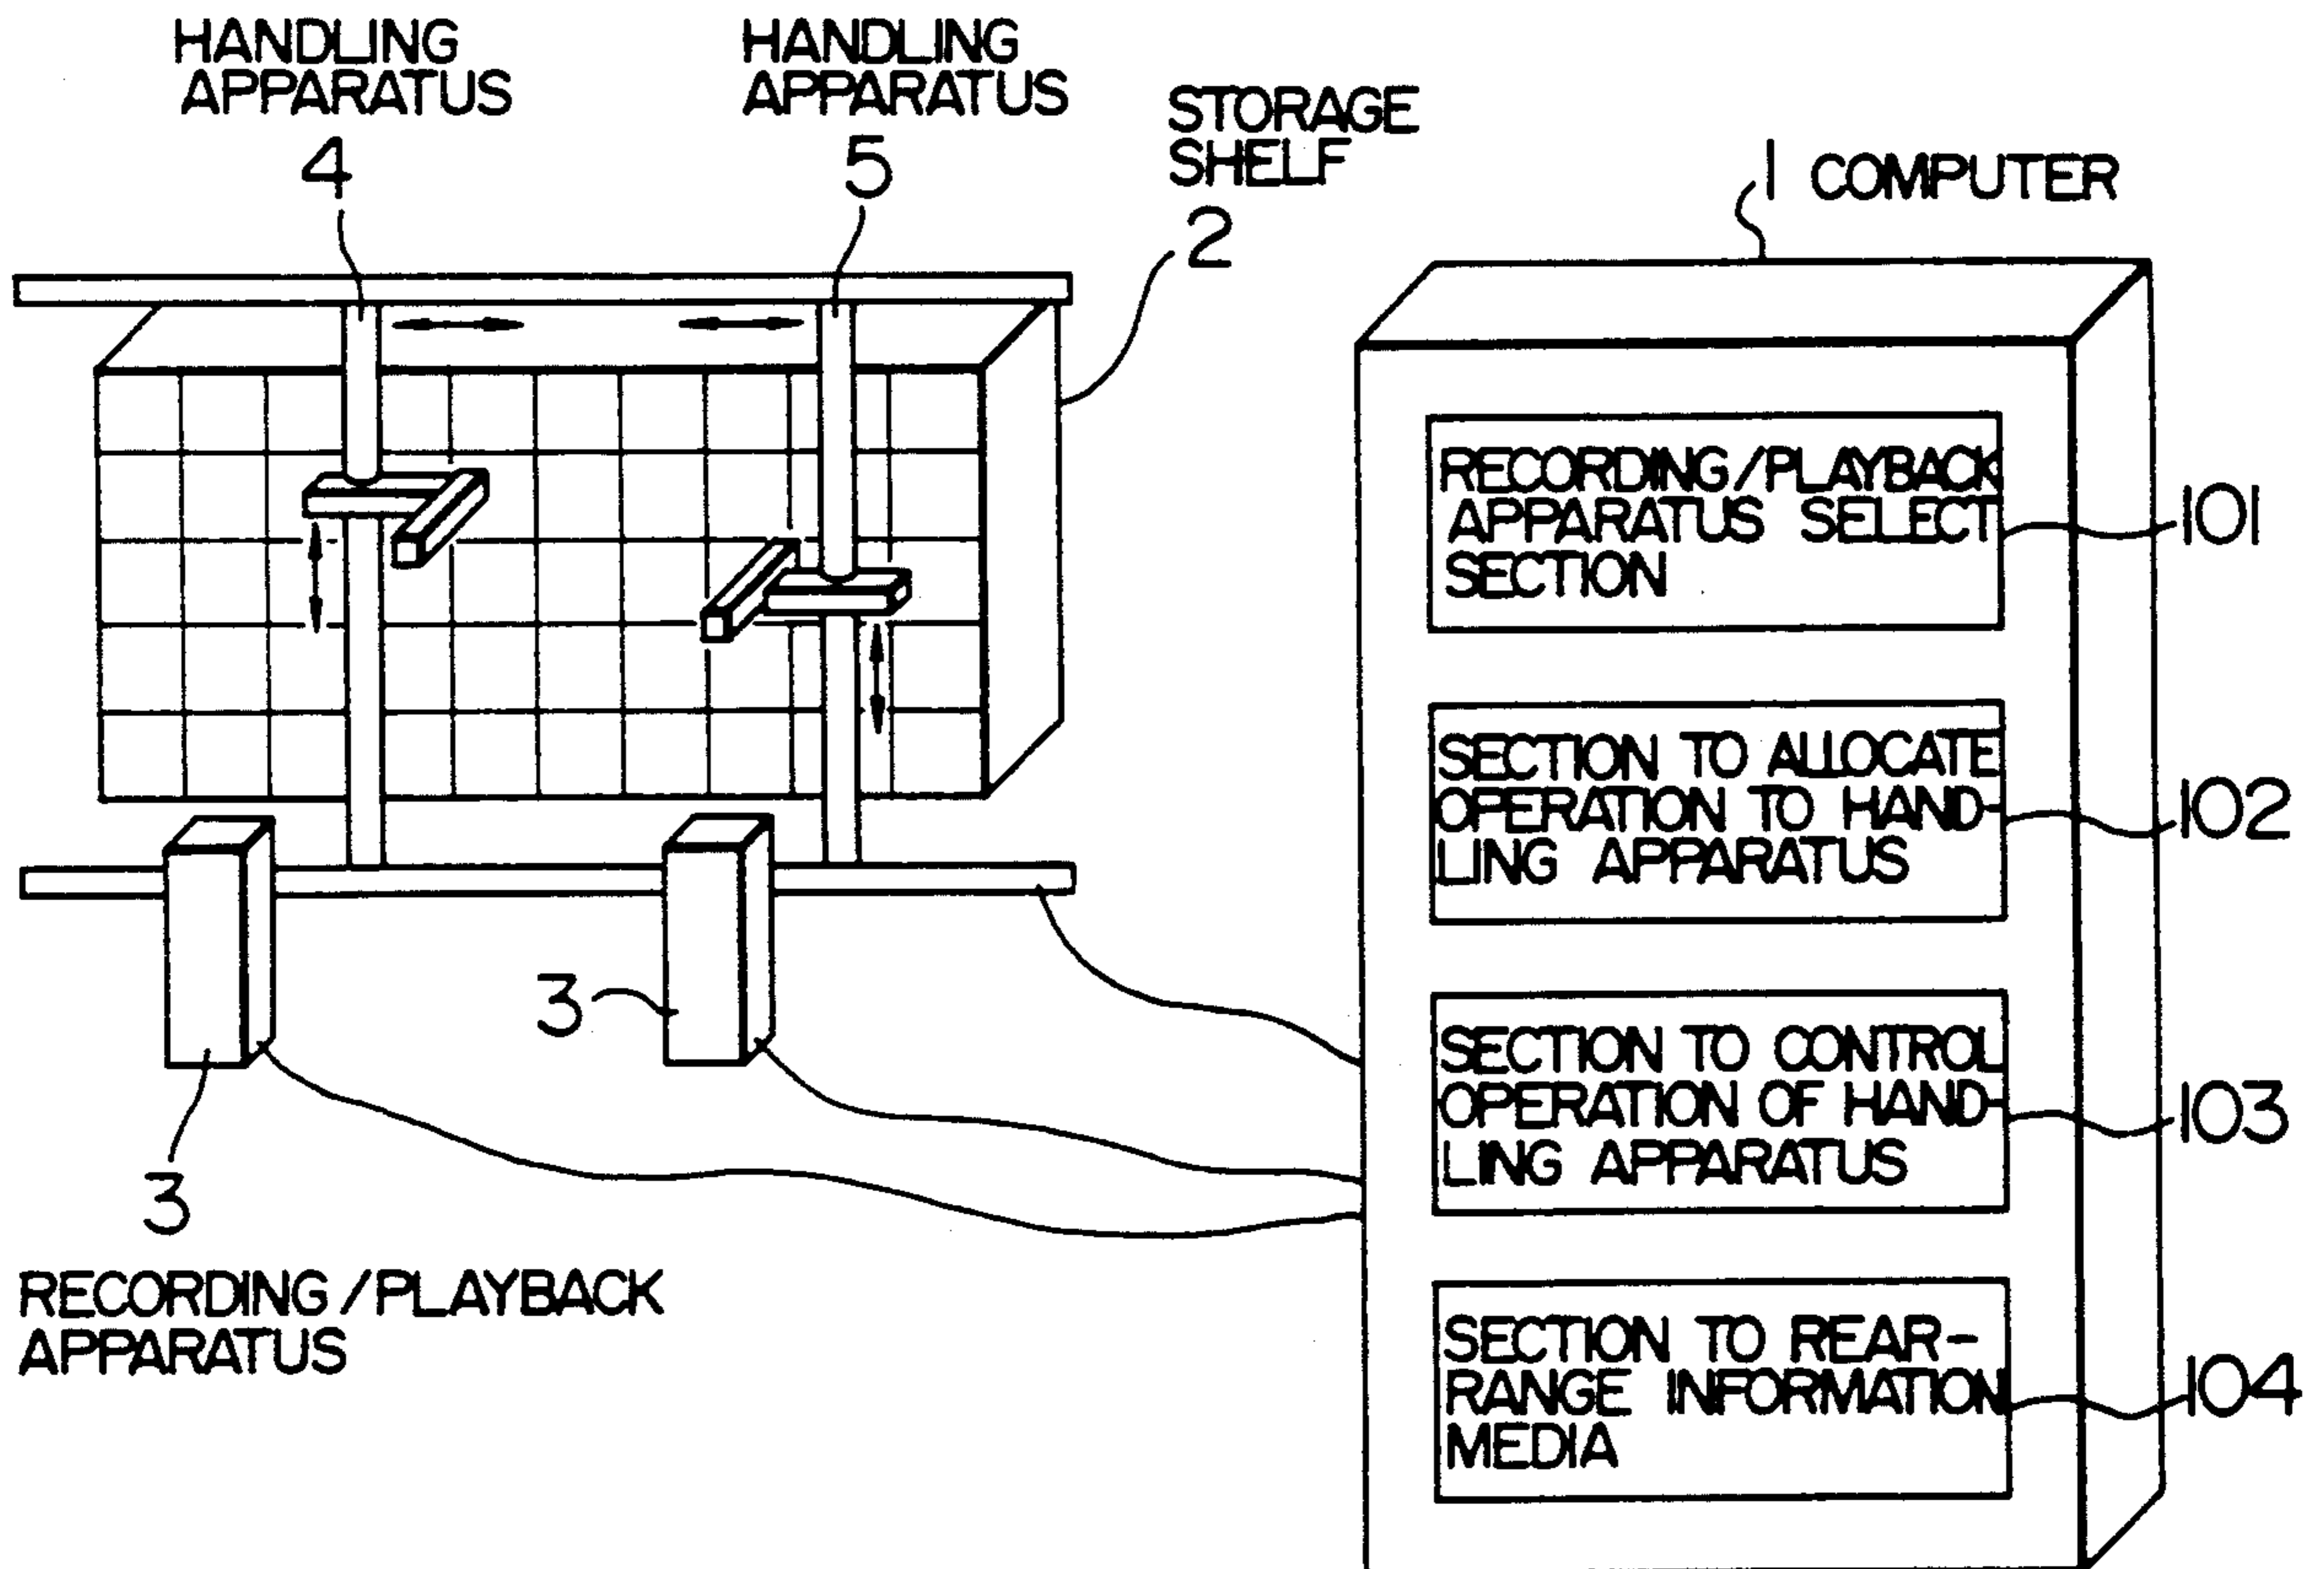 HANDLING
APPARATUS
4
HANDLING
APPARATUS
5
STORAGE
SHELF
2
1 COMPUTER
RECORDING/PLAYBACK
APPARATUS SELECT
SECTION
101
SECTION TO ALLOCATE
OPERATION TO HAND-
LING APPARATUS
102
SECTION TO CONTROL
OPERATION OF HAND-
LING APPARATUS
103
SECTION TO REAR-
RANGE INFORMATION
MEDIA
104
3
3
RECORDING/PLAYBACK
APPARATUS